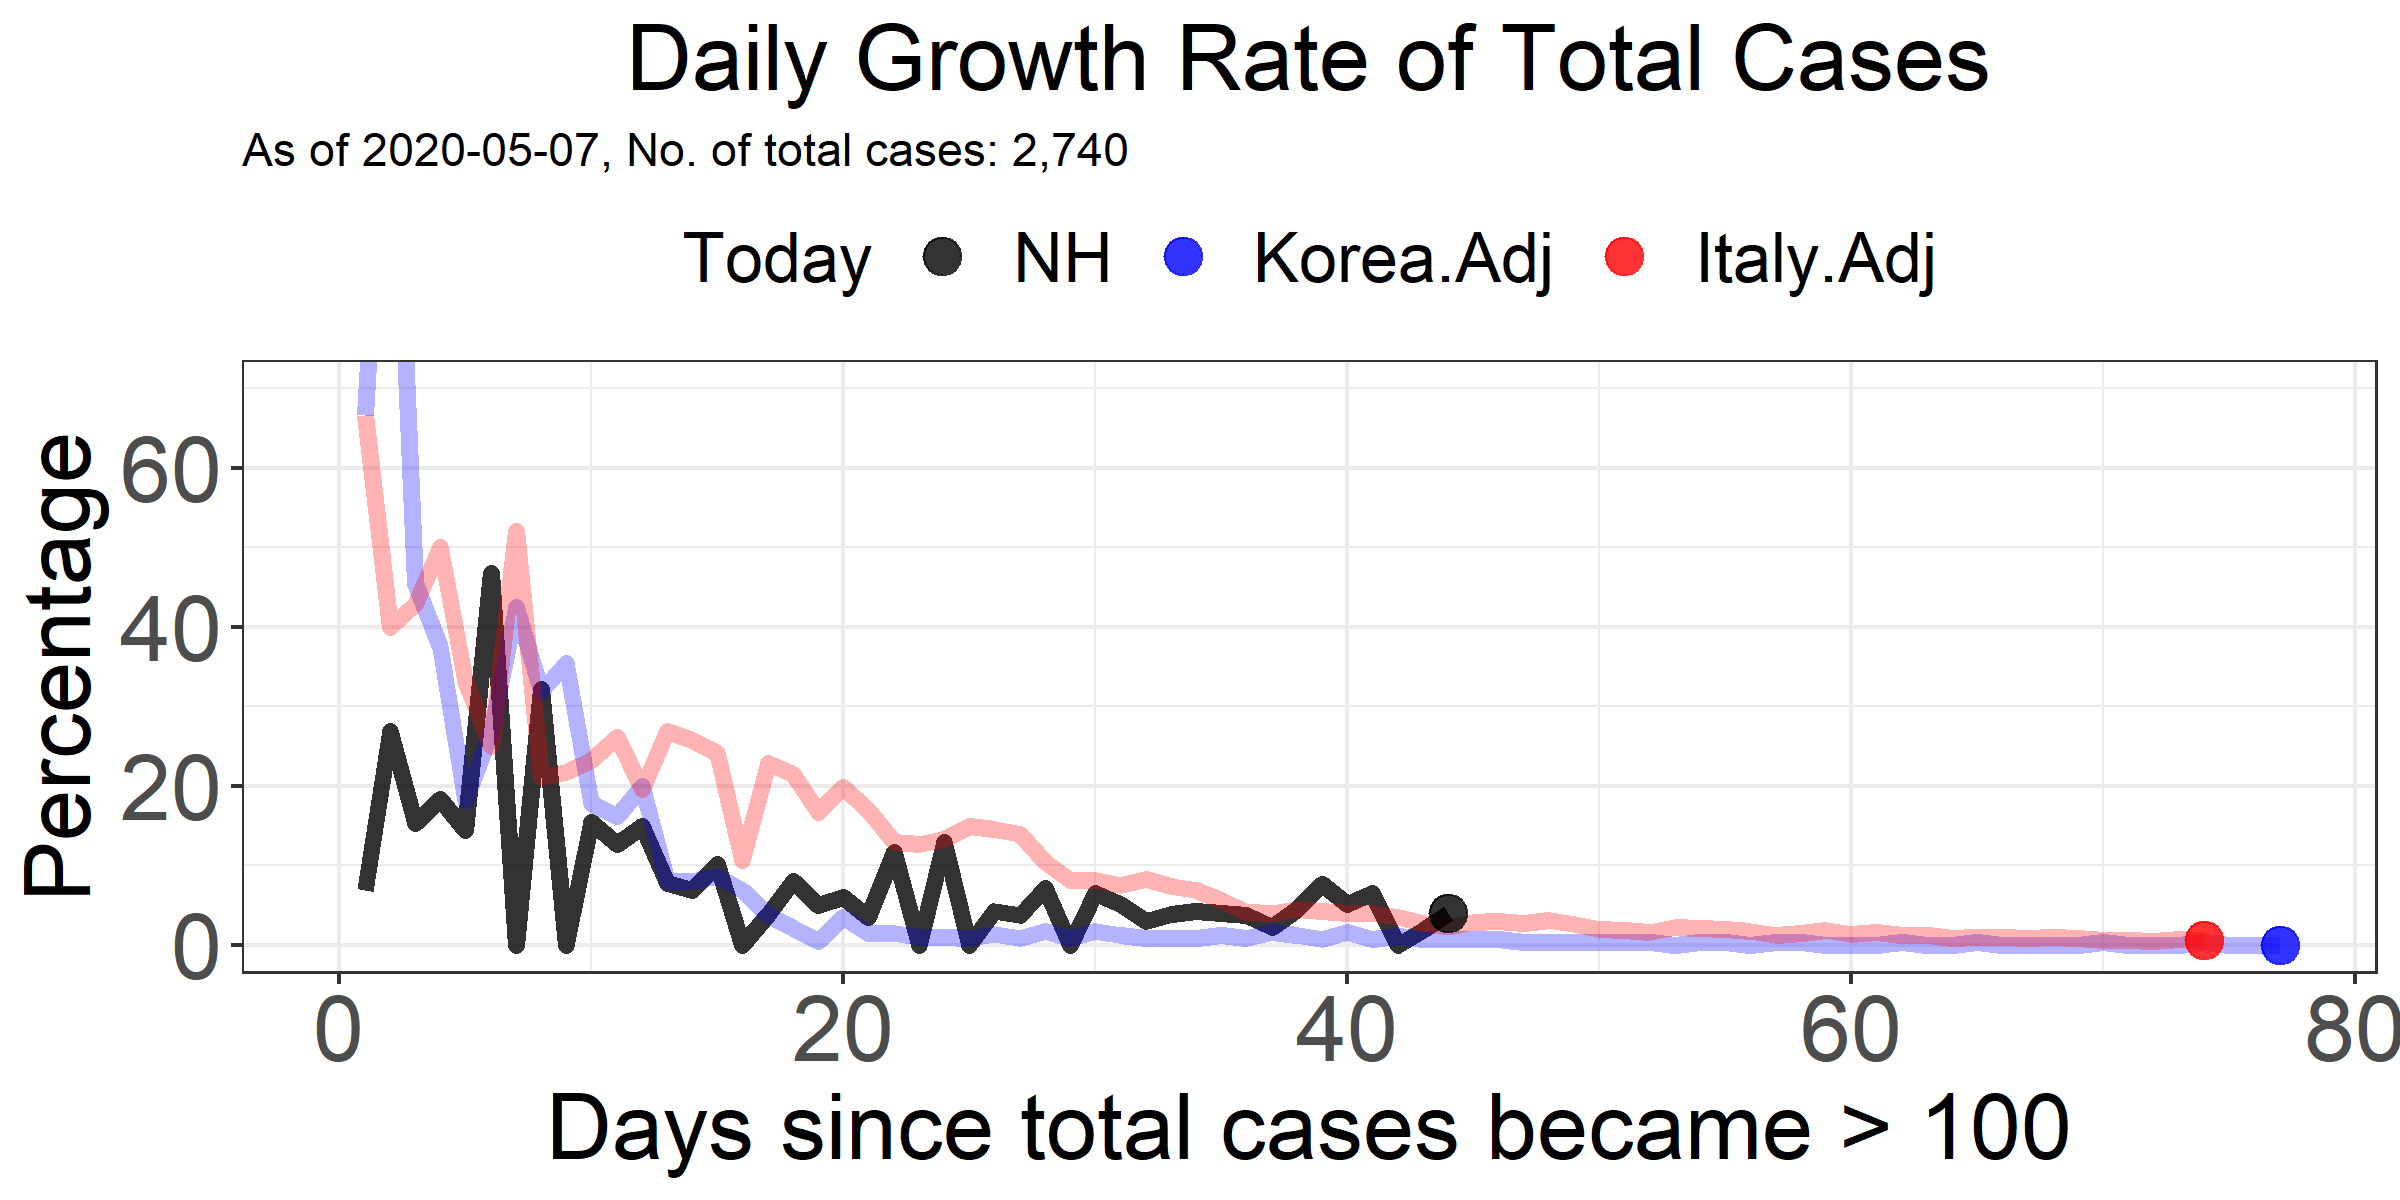 Daily Growth Rate of Total Cases
As of 2020-05-07, No. of total cases: 2,740
Today NH Korea.Adj Italy.Adj
Percentage
60
40
20
0
0 20 40 60 80
Days since total cases became > 100